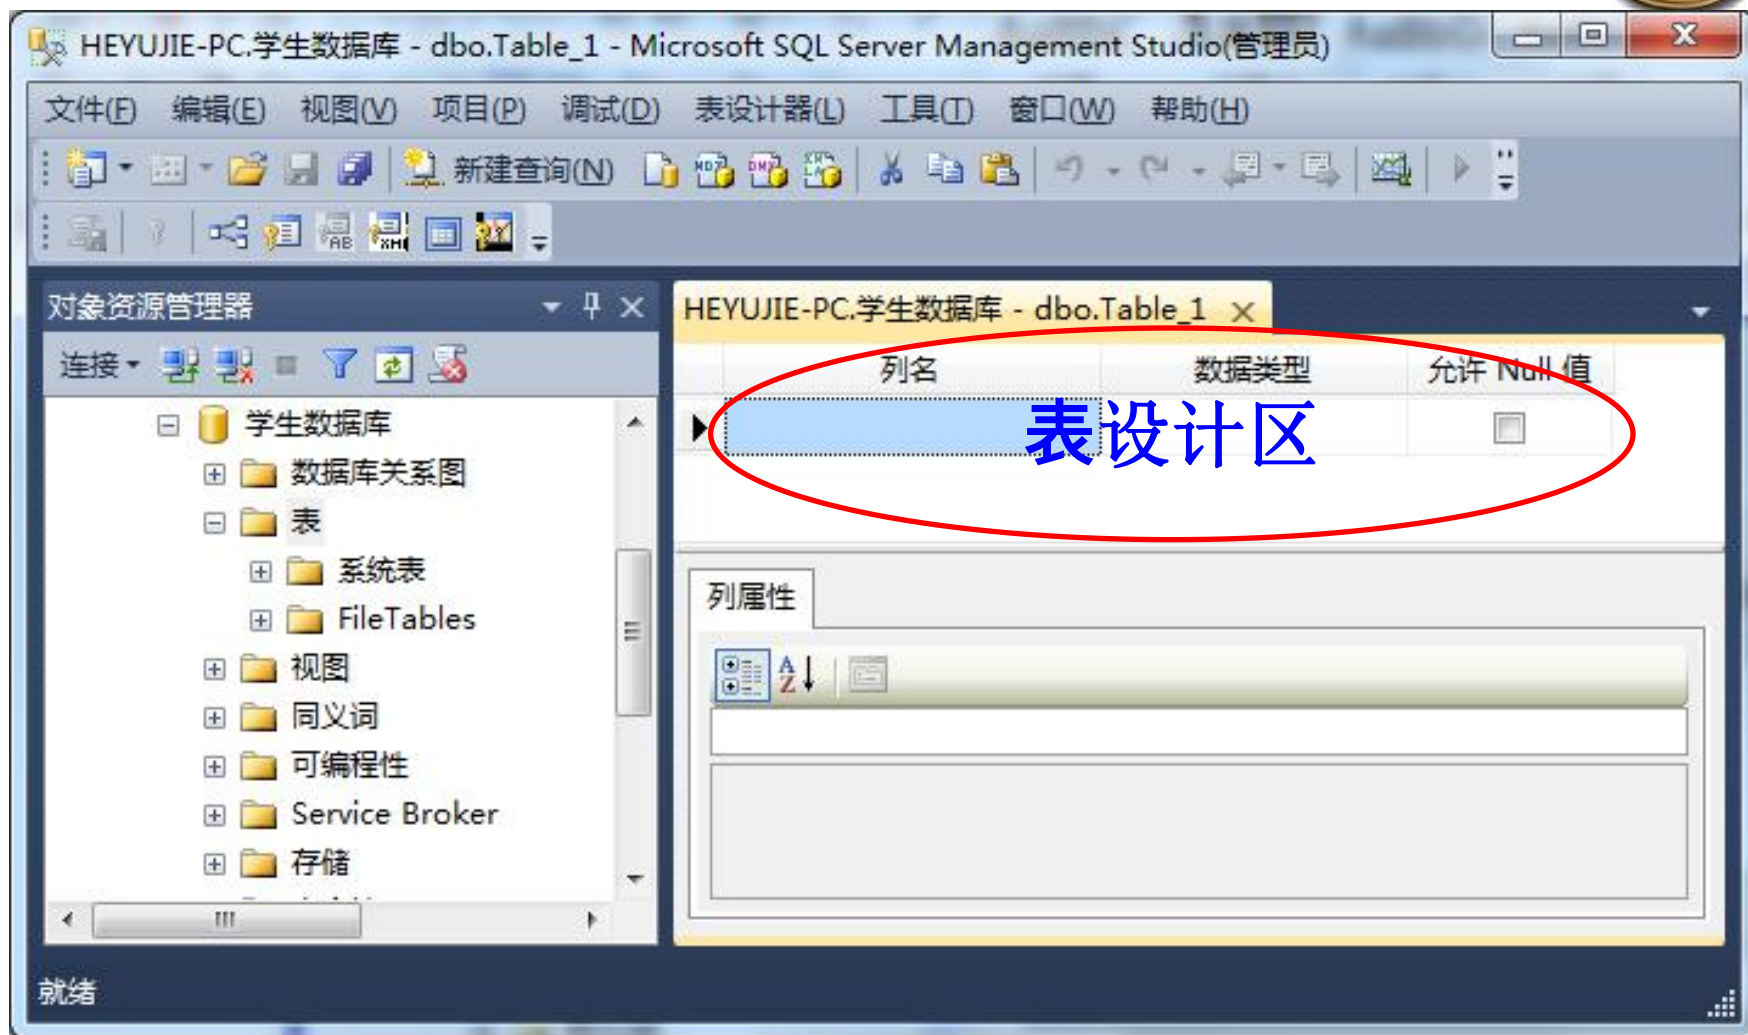 HEYUJIE-PC.学生数据库 - dbo.Table_1 - Microsoft SQL Server Management Studio(管理员)
文件(F) 编辑(E) 视图(V) 项目(P) 调试(D) 表设计器(L) 工具(T) 窗口(W) 帮助(H)
新建查询(N)
对象资源管理器
连接
学生数据库
数据库关系图
表
系统表
FileTables
视图
同义词
可编程性
Service Broker
存储
HEYUJIE-PC.学生数据库 - dbo.Table_1
列名 数据类型 允许 Null 值
表设计区
列属性
就绪